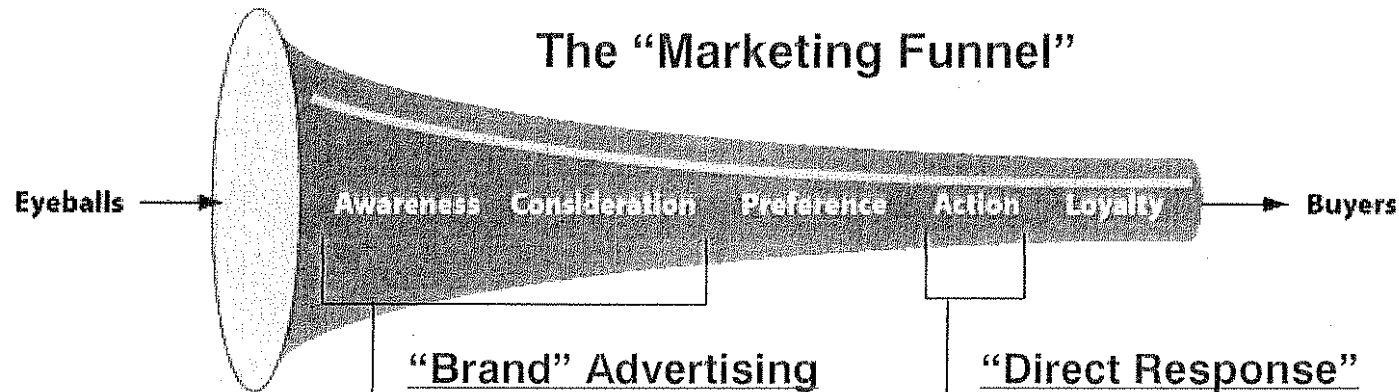 The “Marketing Funnel”
Eyeballs
Awareness Consideration Preference Action Loyalty
Buyers
“Brand” Advertising
“Direct Response”